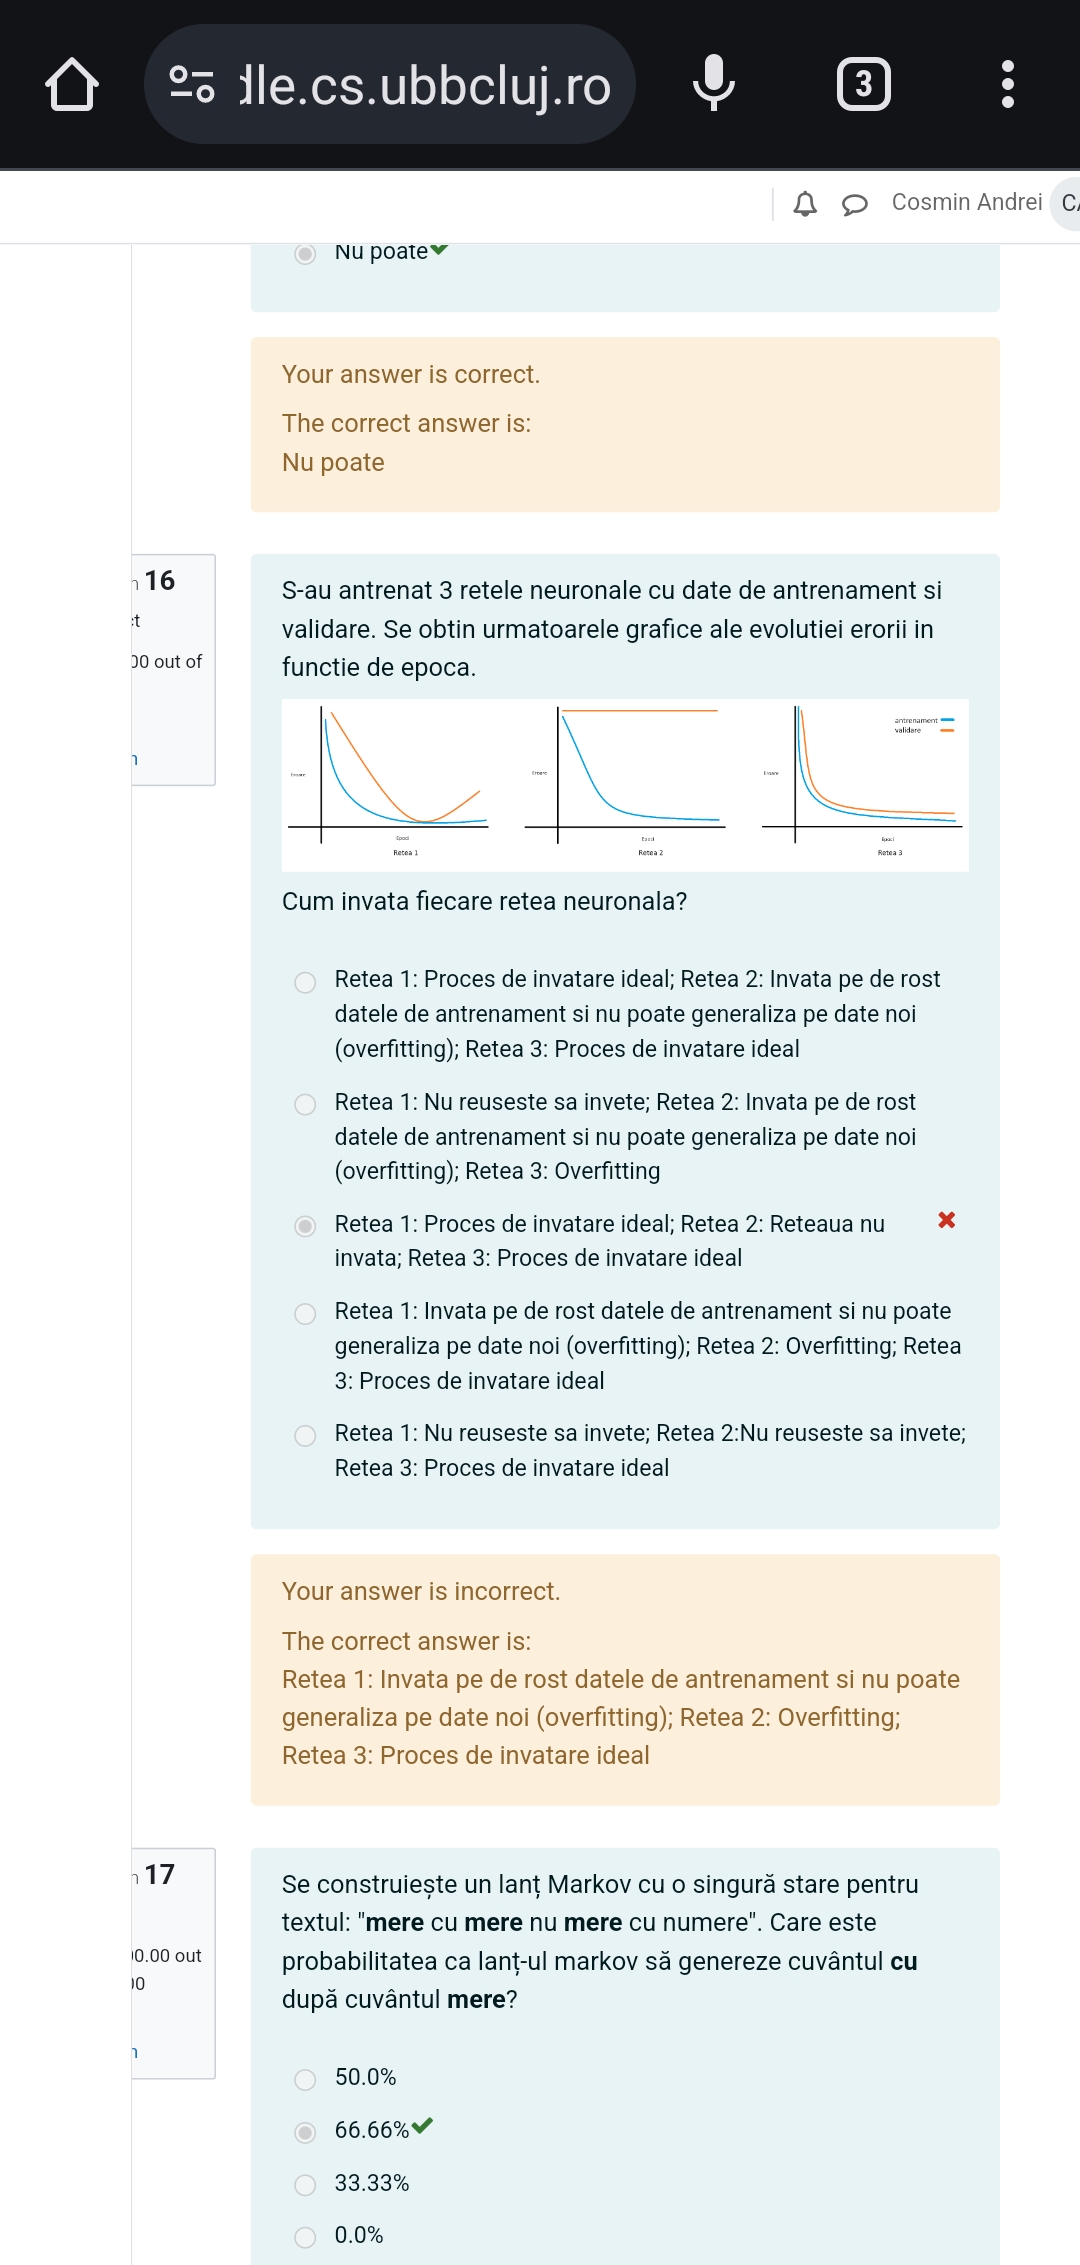 dle.cs.ubbcluj.ro
3
Cosmin Andrei
Nu poate
Your answer is correct.
The correct answer is:
Nu poate
16
00 out of
S-au antrenat 3 retele neuronale cu date de antrenament si
validare. Se obtin urmatoarele grafice ale evolutiei erorii in
functie de epoca.
antrenament
validare
Eroare
Eroare
Eroare
Epoci
Epoci
Epoci
Retea 1
Retea 2
Retea 3
Cum invata fiecare retea neuronala?
Retea 1: Proces de invatare ideal; Retea 2: Invata pe de rost
datele de antrenament si nu poate generaliza pe date noi
(overfitting); Retea 3: Proces de invatare ideal
Retea 1: Nu reuseste sa invete; Retea 2: Invata pe de rost
datele de antrenament si nu poate generaliza pe date noi
(overfitting); Retea 3: Overfitting
Retea 1: Proces de invatare ideal; Retea 2: Reteaua nu
invata; Retea 3: Proces de invatare ideal
Retea 1: Invata pe de rost datele de antrenament si nu poate
generaliza pe date noi (overfitting); Retea 2: Overfitting; Retea
3: Proces de invatare ideal
Retea 1: Nu reuseste sa invete; Retea 2:Nu reuseste sa invete;
Retea 3: Proces de invatare ideal
Your answer is incorrect.
The correct answer is:
Retea 1: Invata pe de rost datele de antrenament si nu poate
generaliza pe date noi (overfitting); Retea 2: Overfitting;
Retea 3: Proces de invatare ideal
17
00.00 out
Se construiește un lanț Markov cu o singură stare pentru
textul: "mere cu mere nu mere cu numere". Care este
probabilitatea ca lanț-ul markov să genereze cuvântul cu
după cuvântul mere?
50.0%
66.66%
33.33%
0.0%